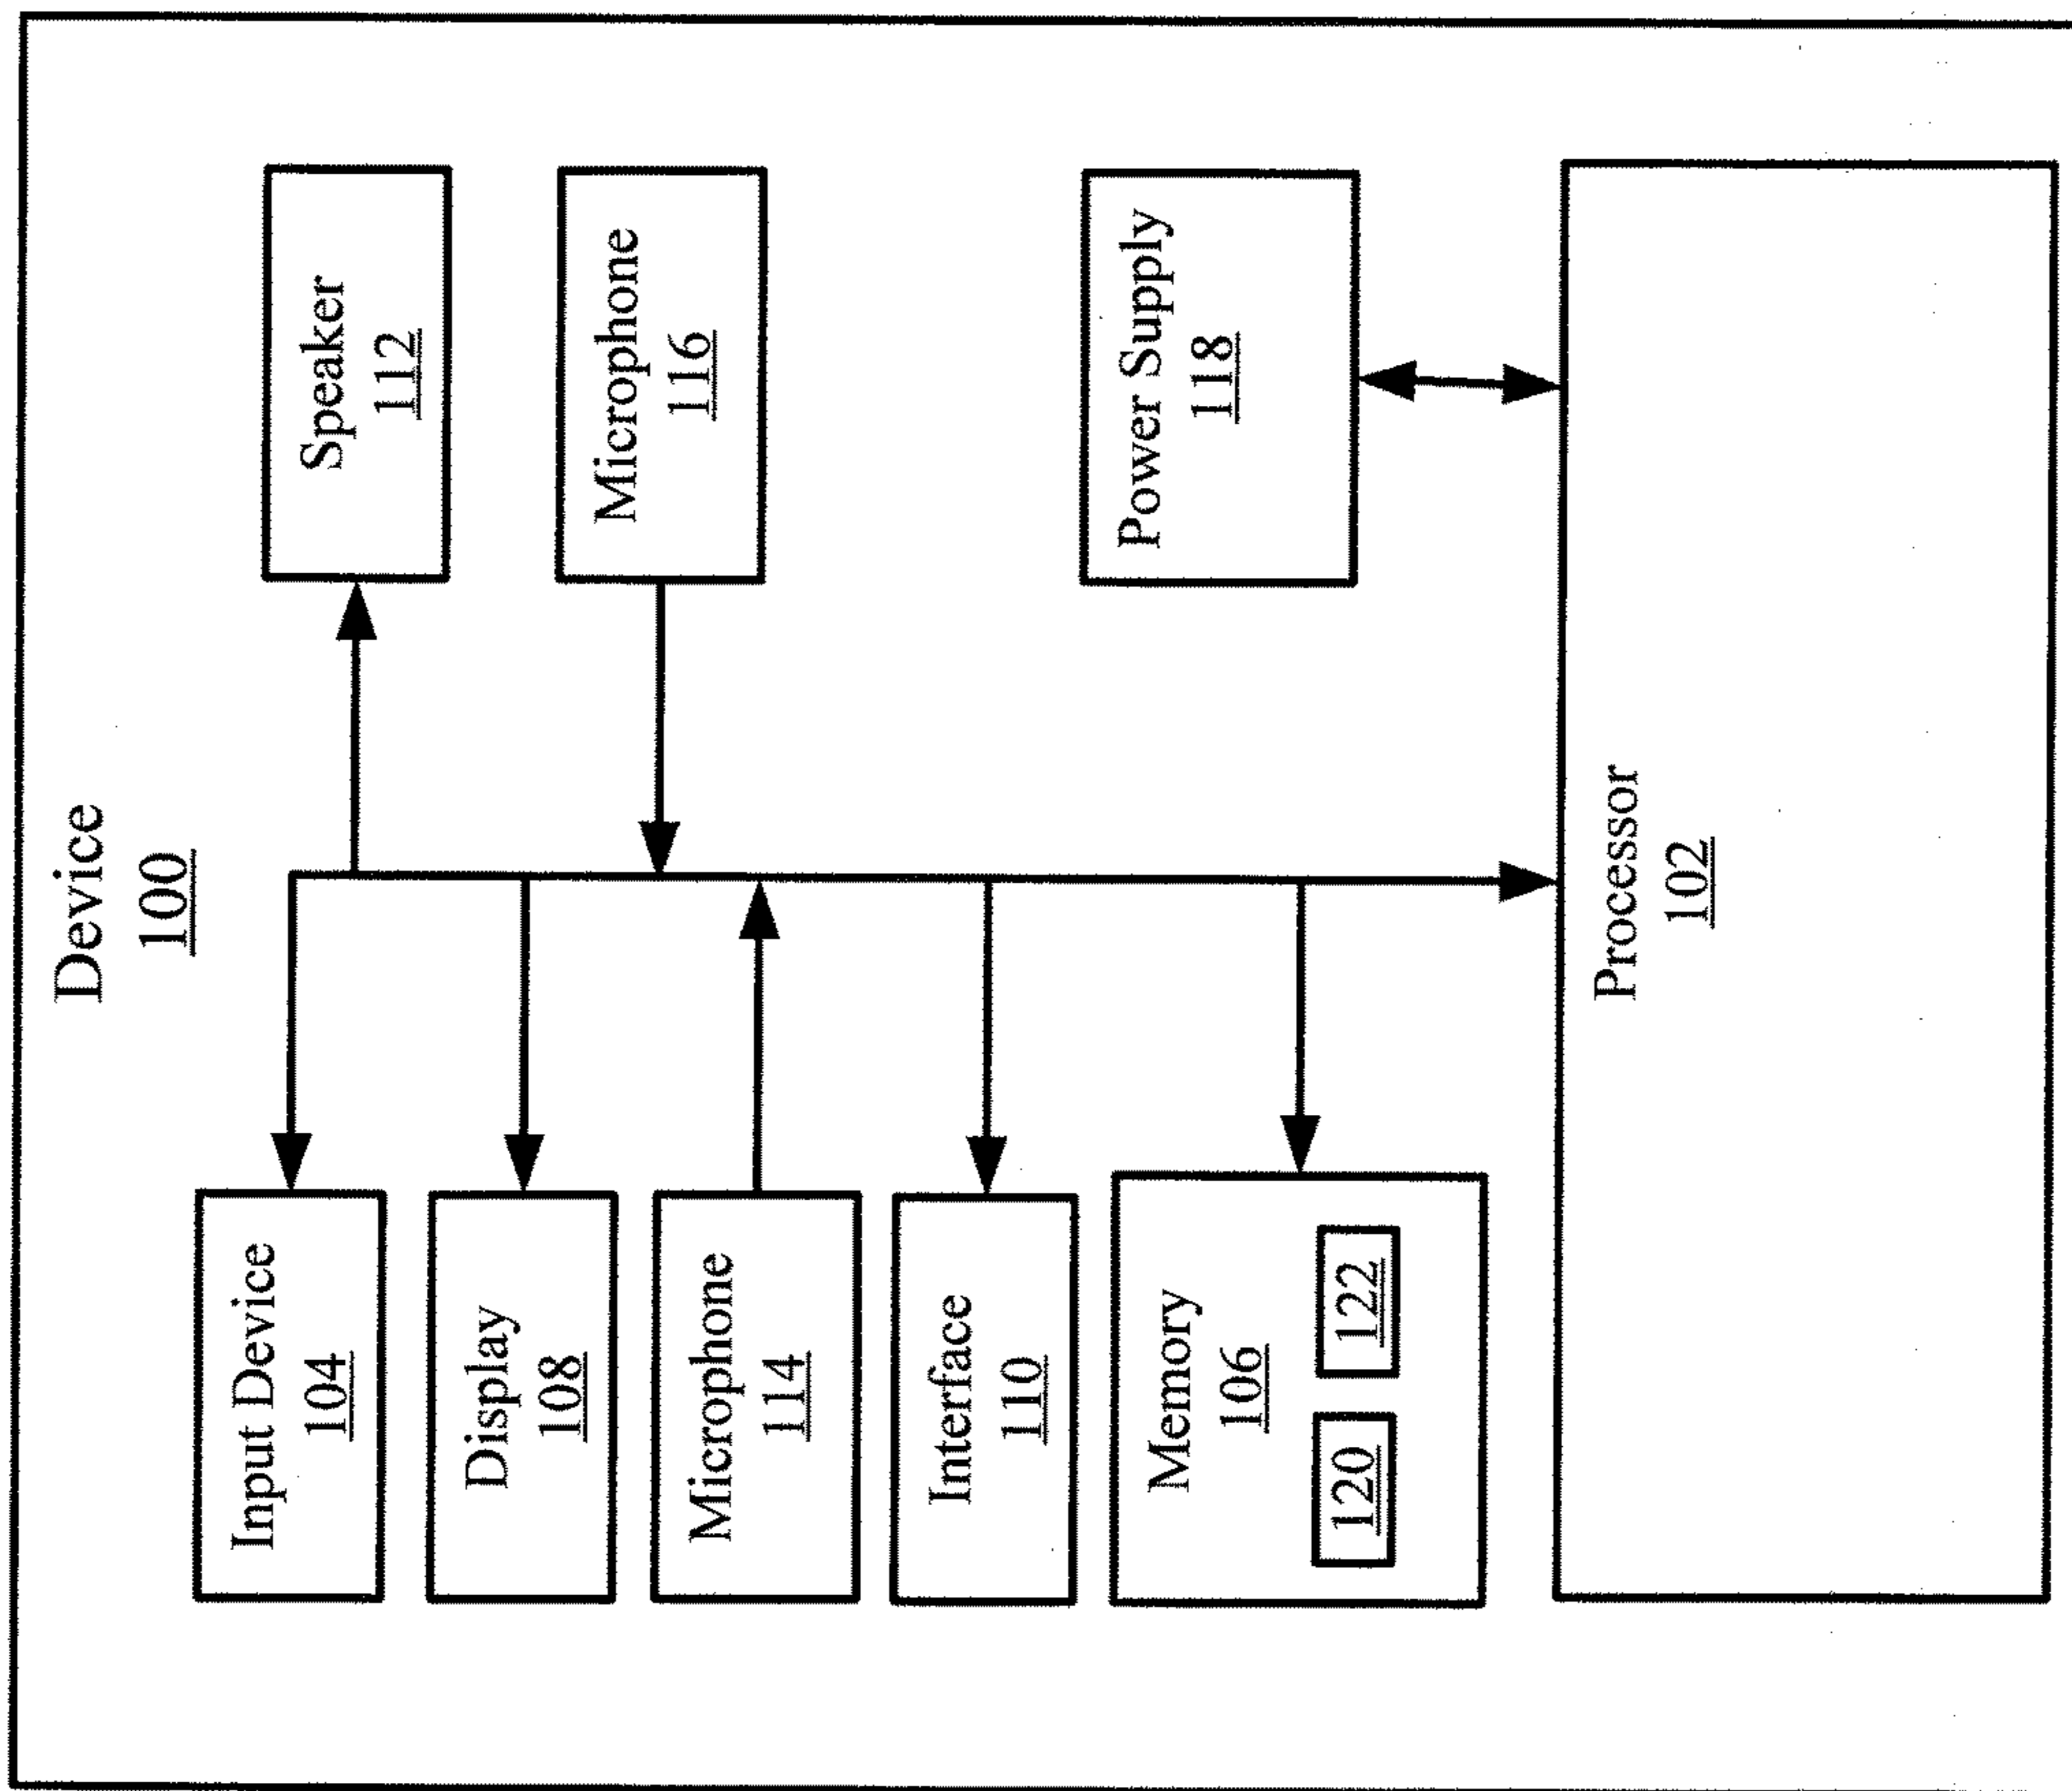 Device
100
Speaker
112
Microphone
116
Power Supply
118
Input Device
104
Display
108
Microphone
114
Interface
110
Memory
106
120
122
Processor
102